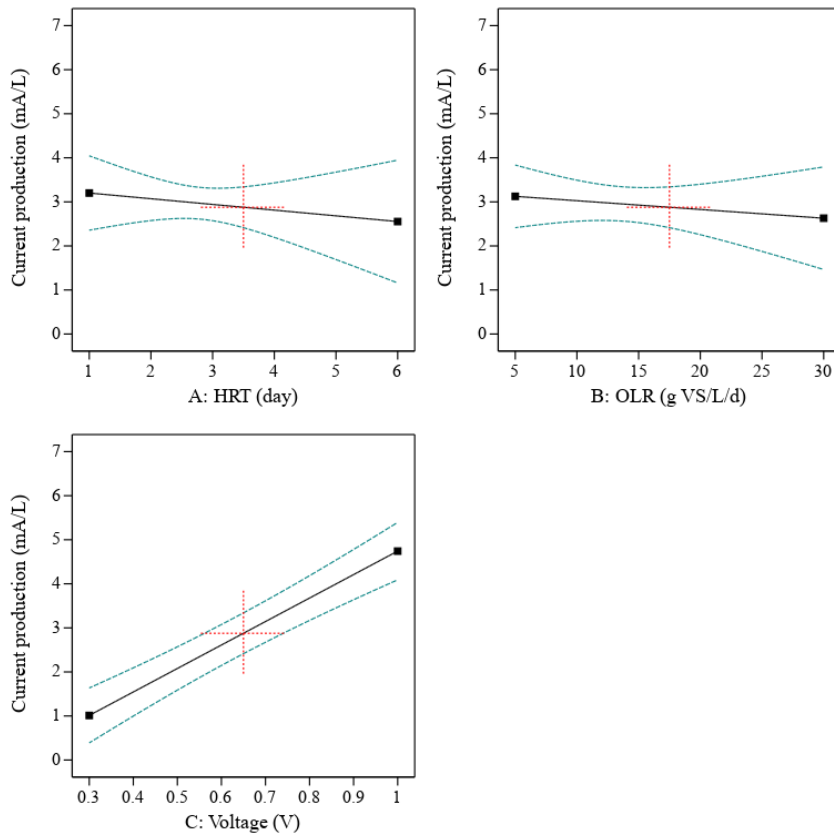 Current production (mA/L)
7
6
5
4
3
2
1
0
1 2 3 4 5 6
A: HRT (day)
Current production (mA/L)
7
6
5
4
3
2
1
0
5 10 15 20 25 30
B: OLR (g VS/L/d)
Current production (mA/L)
7
6
5
4
3
2
1
0
0.3 0.4 0.5 0.6 0.7 0.8 0.9 1
C: Voltage (V)